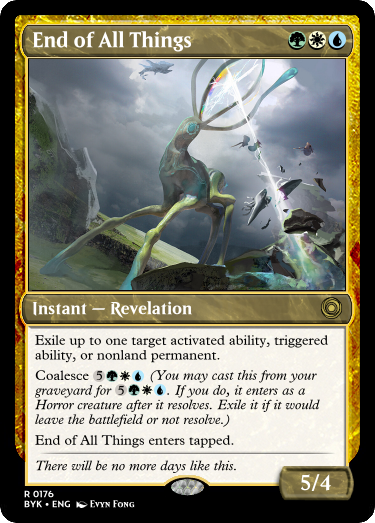 End of All Things
Instant — Revelation
Exile up to one target activated ability, triggered
ability, or nonland permanent.
Coalesce 5 (You may cast this from your
graveyard for 5. If you do, it enters as a
Horror creature after it resolves. Exile it if it would
leave the battlefield or not resolve.)
End of All Things enters tapped.
There will be no more days like this.
5/4
R 0176
BYK • ENG Evyn Fong